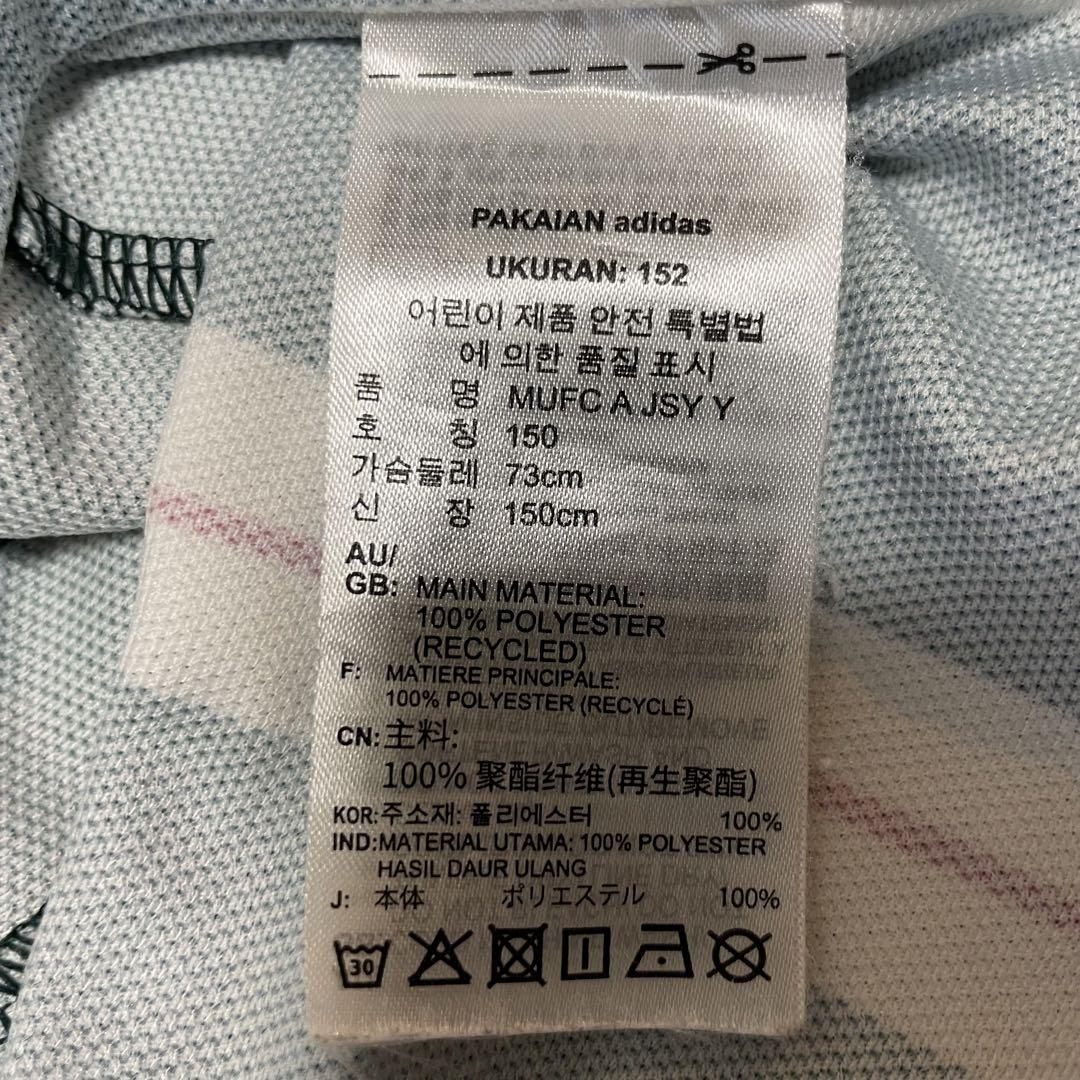 PAKAIAN adidas
UKURAN: 152
어린이 제품 안전 특별법
에 의한 품질 표시
품 명 MUFC A JSY Y
호 칭 150
가슴둘레 73cm
신 장 150cm
AU/
GB: MAIN MATERIAL:
100% POLYESTER
(RECYCLED)
F: MATIERE PRINCIPALE:
100% POLYESTER (RECYCLÉ)
CN: 主料:
100% 聚酯纤维(再生聚酯)
KOR: 주소재: 폴리에스터 100%
IND: MATERIAL UTAMA: 100% POLYESTER
HASIL DAUR ULANG
J: 本体 ポリエステル 100%
30